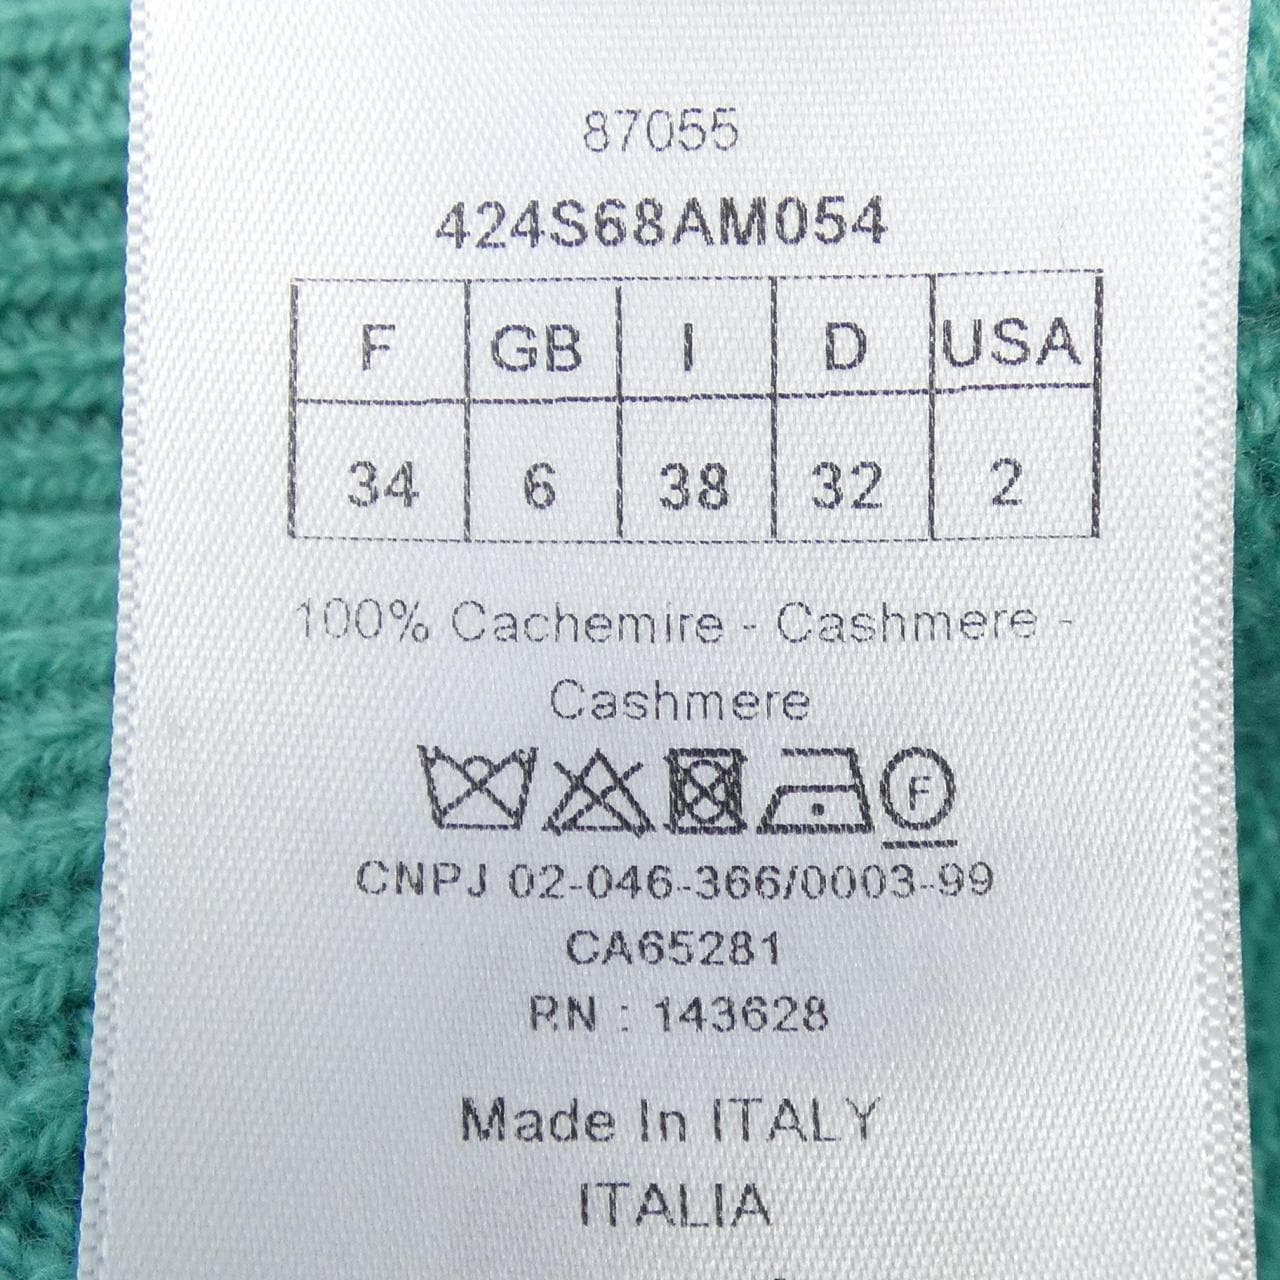 87055
424S68AM054
F GB I D USA
34 6 38 32 2
100% Cachemire - Cashmere -
Cashmere
F
CNPJ 02-046-366/0003-99
CA65281
RN : 143628
Made In ITALY
ITALIA